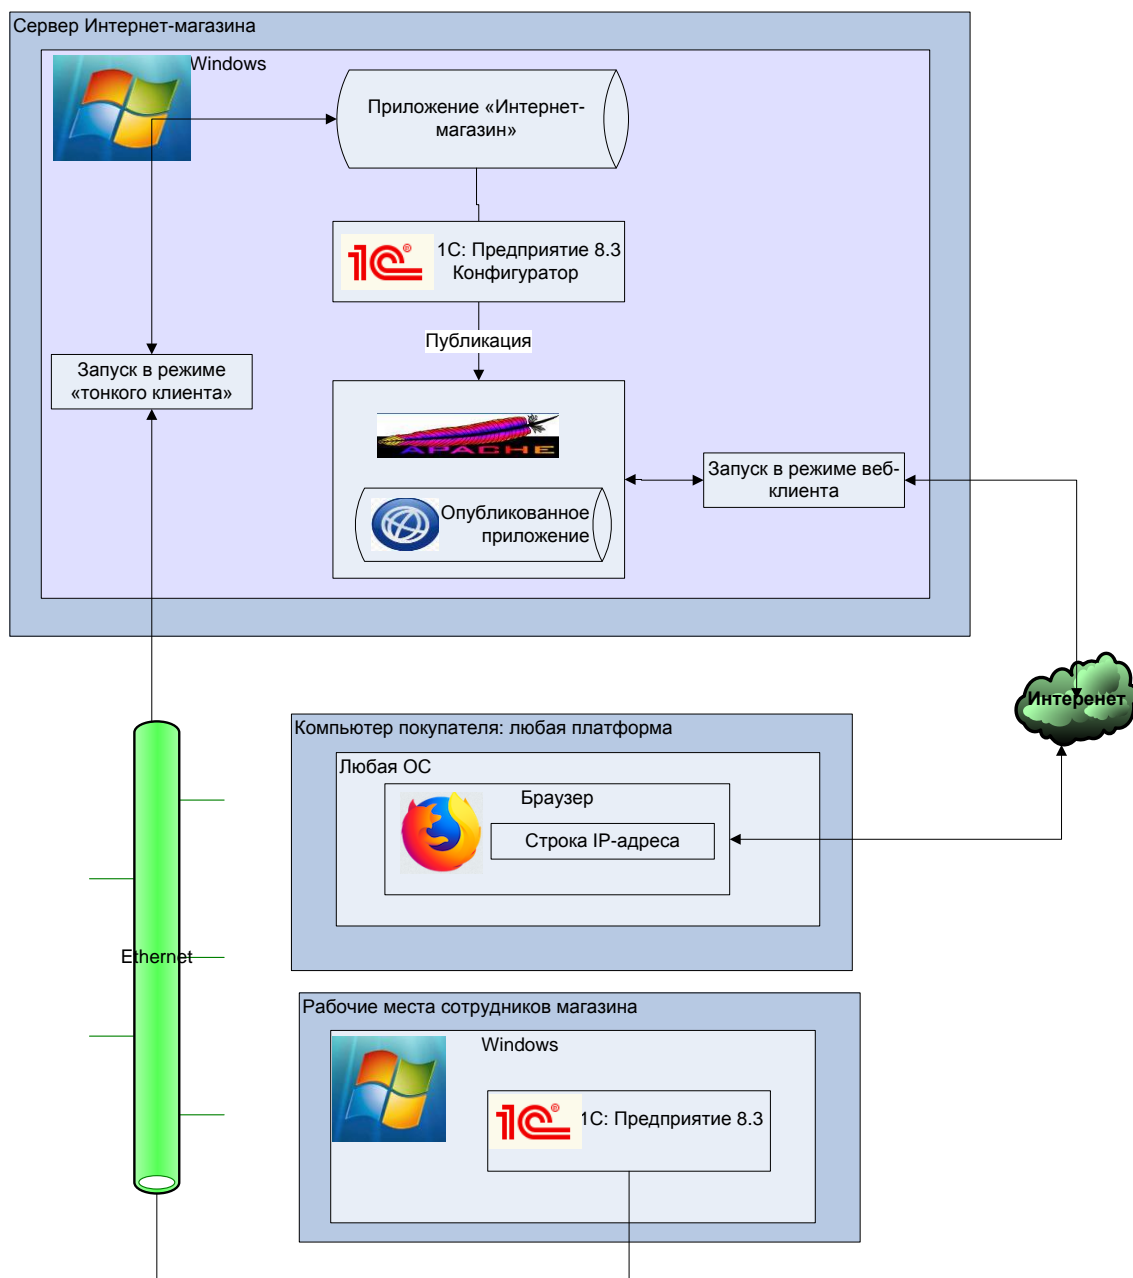 Сервер Интернет-магазина
Windows
Приложение «Интернет-
магазин»
1С: Предприятие 8.3
Конфигуратор
Публикация
Запуск в режиме
«тонкого клиента»
APACHE
Запуск в режиме веб-
клиента
Опубликованное
приложение
Интеренет
Компьютер покупателя: любая платформа
Любая ОС
Браузер
Строка IP-адреса
Ethernet
Рабочие места сотрудников магазина
Windows
1С: Предприятие 8.3